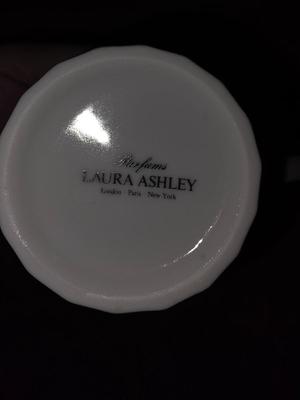 Parfums
LAURA ASHLEY
London · Paris · New York